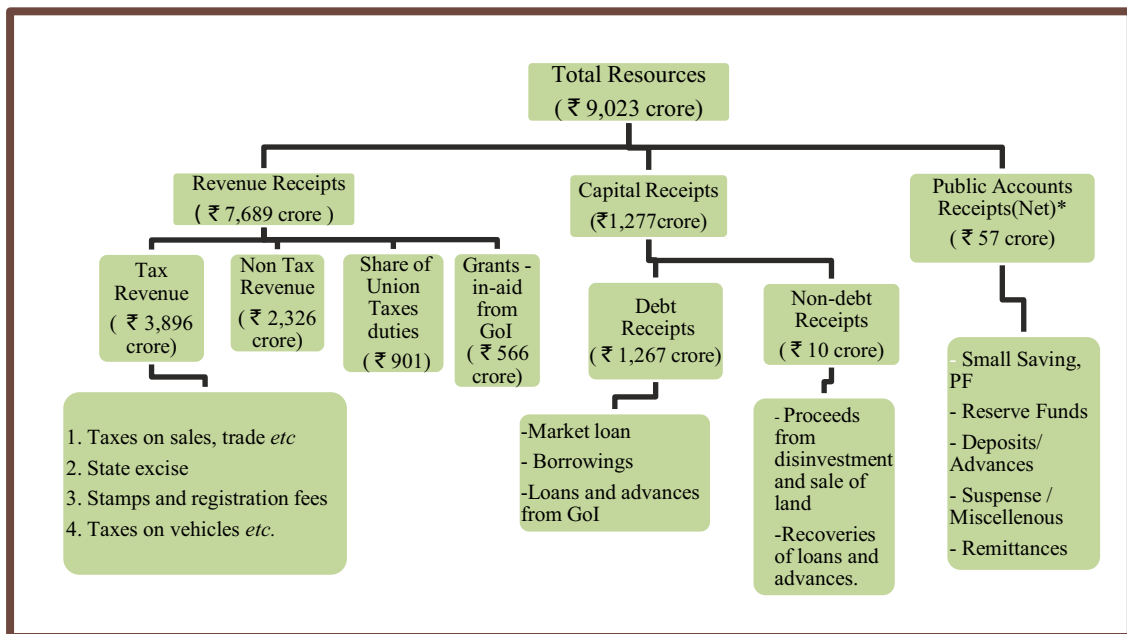 Total Resources
( ₹ 9,023 crore)
Revenue Receipts
( ₹ 7,689 crore )
Capital Receipts
(₹1,277crore)
Public Accounts
Receipts(Net)*
( ₹ 57 crore)
Tax
Revenue
( ₹ 3,896
crore)
Non Tax
Revenue
( ₹ 2,326
crore)
Share of
Union
Taxes
duties
( ₹ 901)
Grants -
in-aid
from
GoI
( ₹ 566
crore)
Debt
Receipts
( ₹ 1,267 crore)
Non-debt
Receipts
( ₹ 10 crore)
1. Taxes on sales, trade etc
2. State excise
3. Stamps and registration fees
4. Taxes on vehicles etc.
-Market loan
- Borrowings
-Loans and advances
from GoI
- Proceeds
from
disinvestment
and sale of
land
-Recoveries
of loans and
advances.
- Small Saving,
PF
- Reserve Funds
- Deposits/
Advances
- Suspense /
Miscellenous
- Remittances